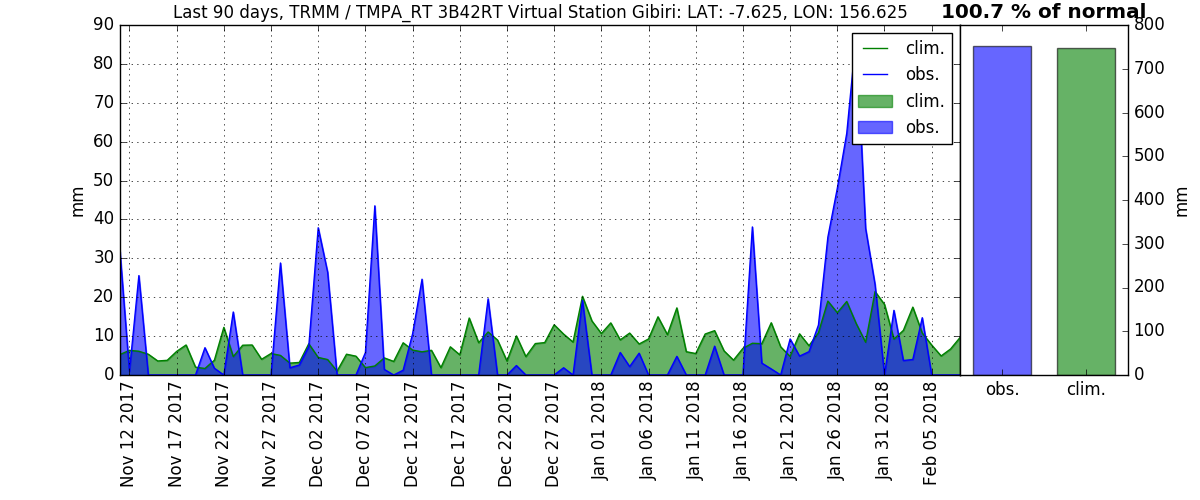 Last 90 days, TRMM / TMPA_RT 3B42RT Virtual Station Gibiri: LAT: -7.625, LON: 156.625
100.7 % of normal
90
80
70
60
50
40
30
20
10
0
mm
clim.
obs.
clim.
obs.
Nov 12 2017
Nov 17 2017
Nov 22 2017
Nov 27 2017
Dec 02 2017
Dec 07 2017
Dec 12 2017
Dec 17 2017
Dec 22 2017
Dec 27 2017
Jan 01 2018
Jan 06 2018
Jan 11 2018
Jan 16 2018
Jan 21 2018
Jan 26 2018
Jan 31 2018
Feb 05 2018
800
700
600
500
400
300
200
100
0
mm
obs.
clim.